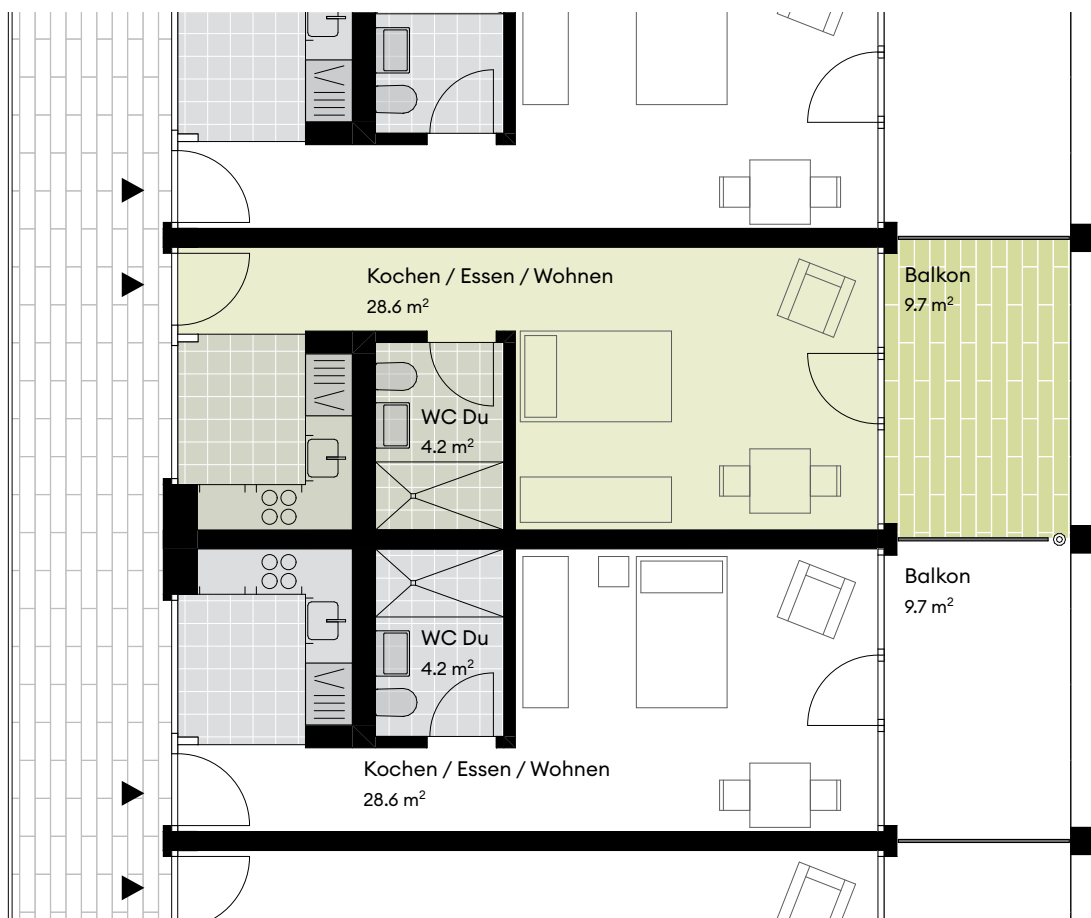 Kochen / Essen / Wohnen
28.6 m²
Balkon
9.7 m²
WC Du
4.2 m²
Balkon
9.7 m²
WC Du
4.2 m²
Kochen / Essen / Wohnen
28.6 m²